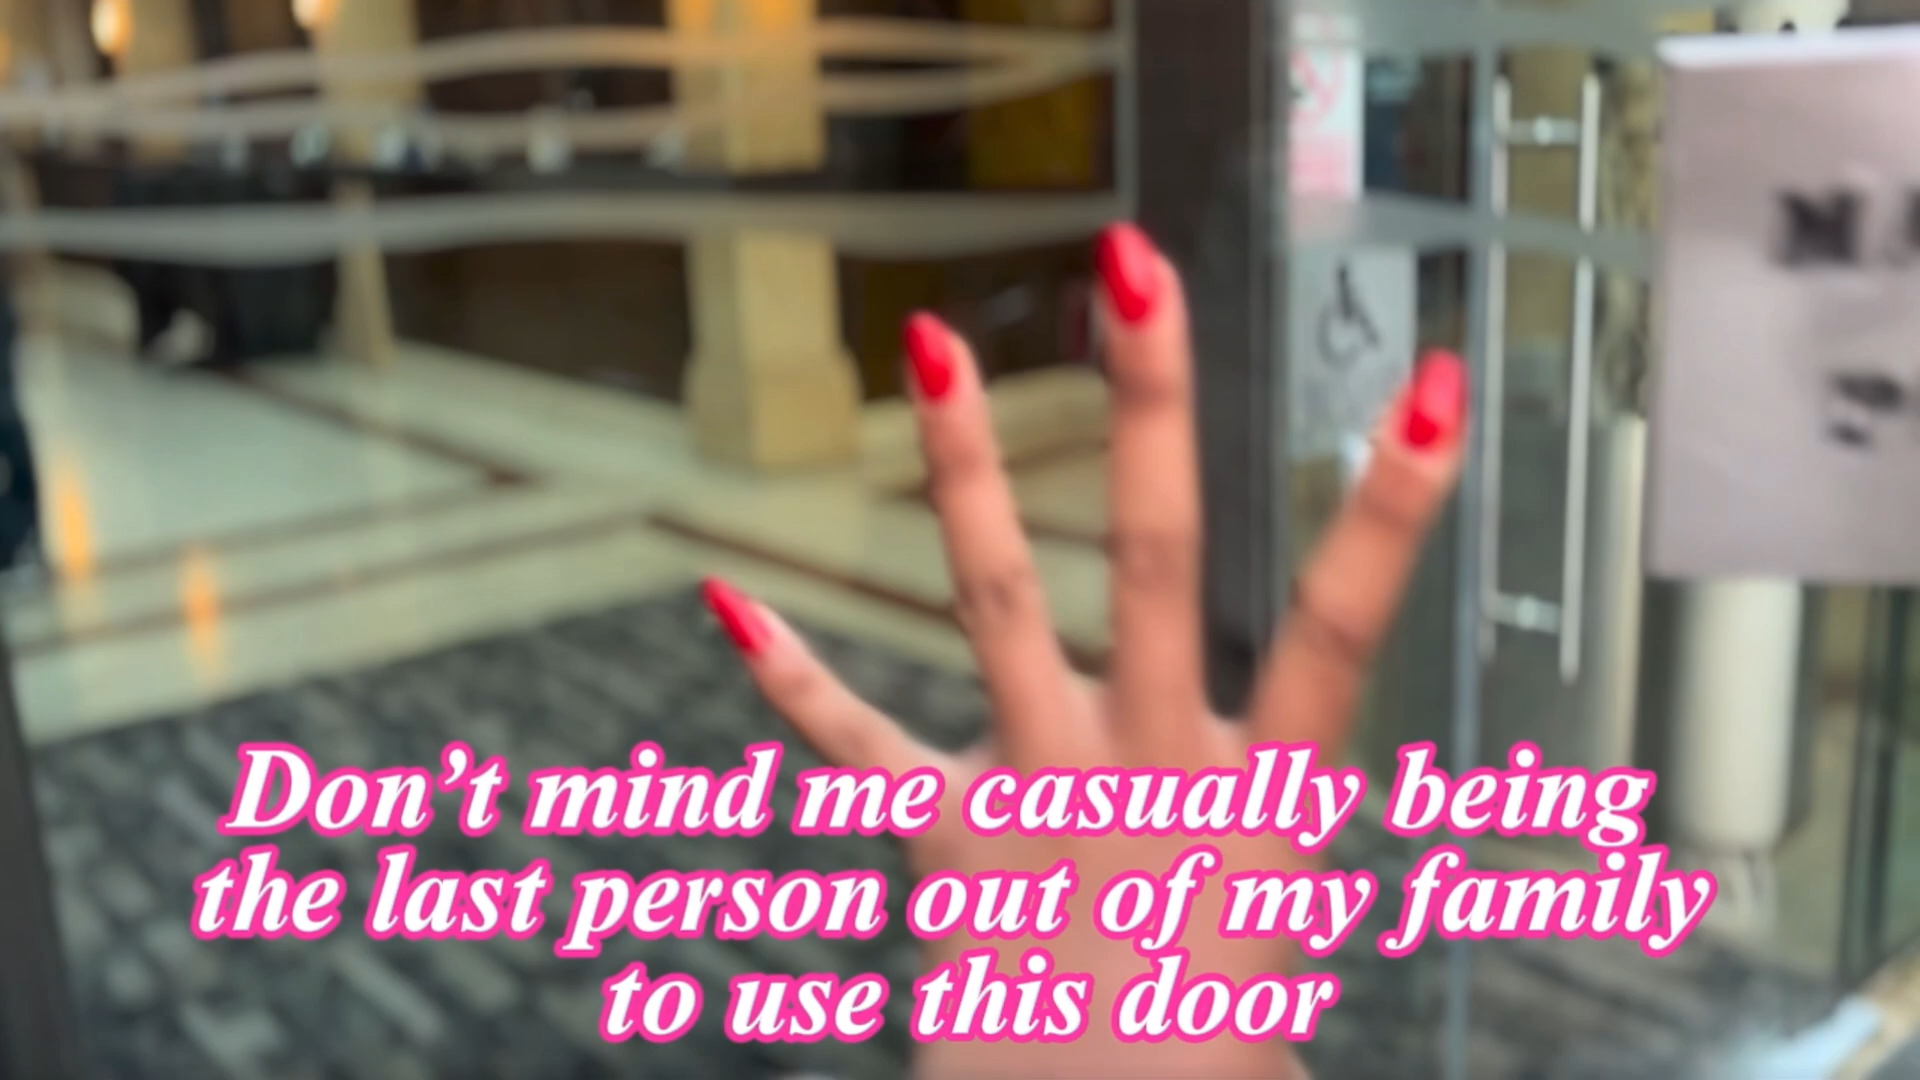 Don’t mind me casually being
the last person out of my family
to use this door